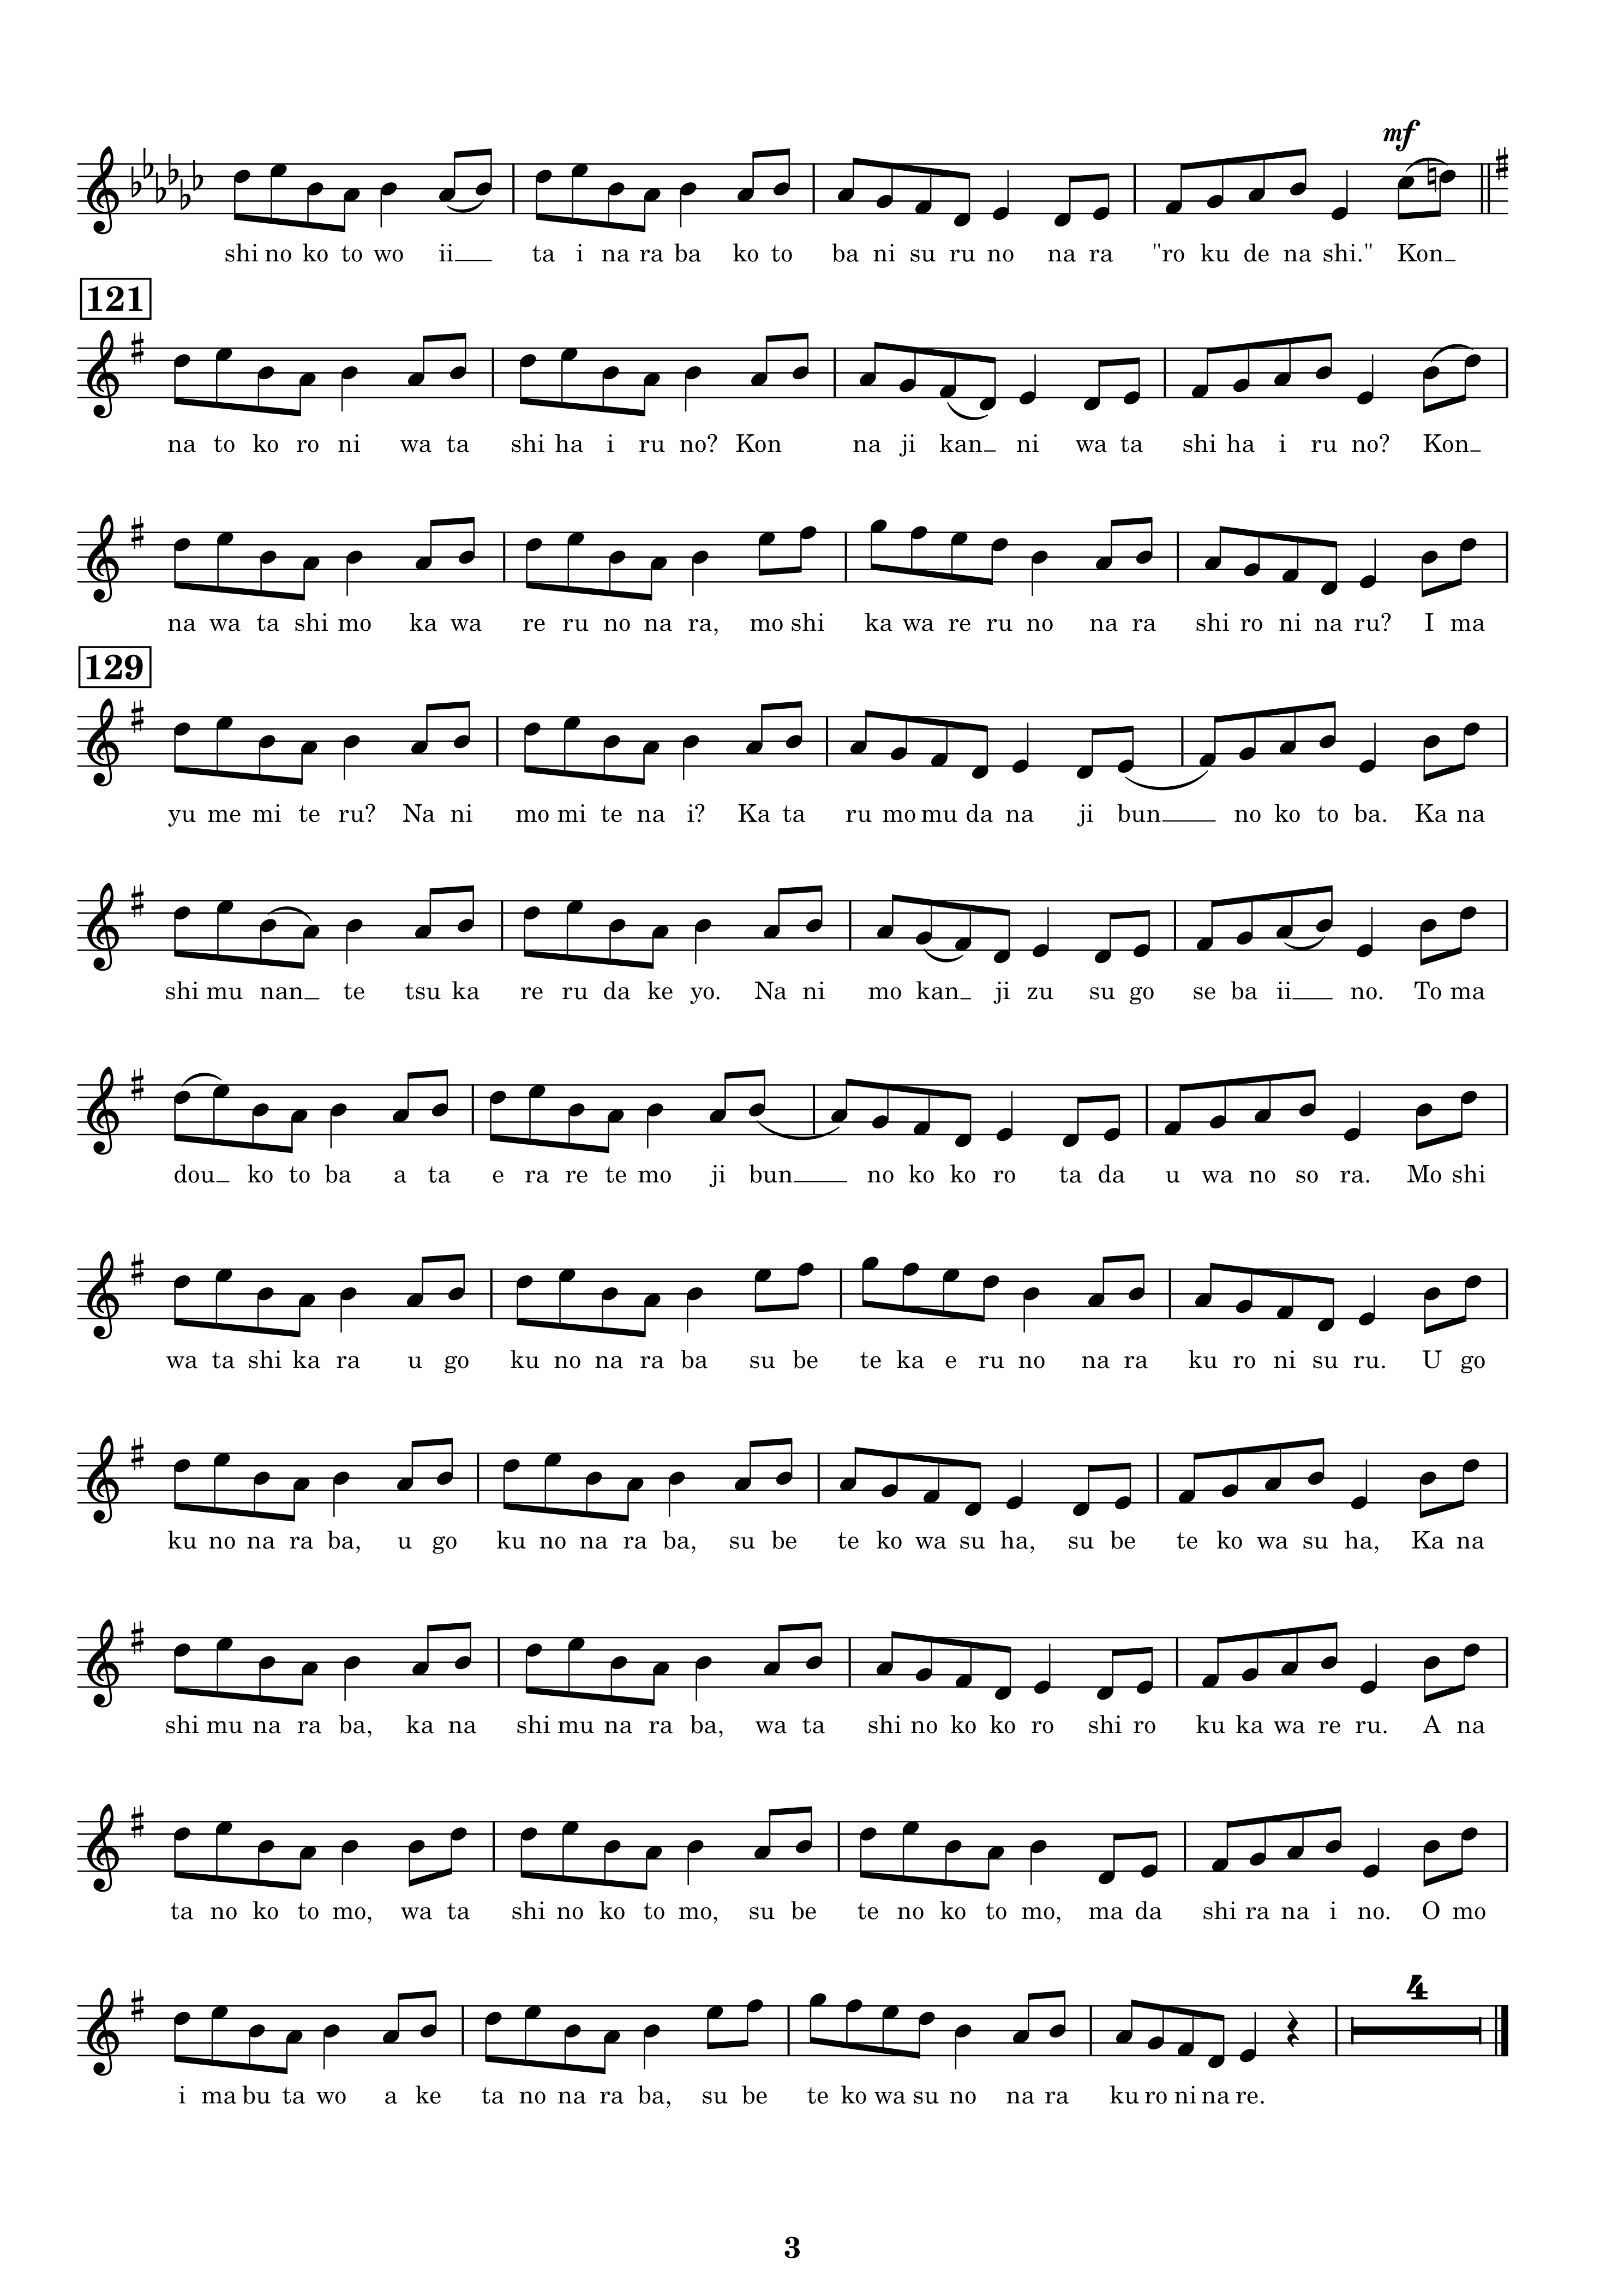 mf
shi no ko to wo ii ta i na ra ba ko to ba ni su ru no na ra "ro ku de na shi." Kon
121
na to ko ro ni wa ta shi ha i ru no? Kon na ji kan ni wa ta shi ha i ru no? Kon
na wa ta shi mo ka wa re ru no na ra, mo shi ka wa re ru no na ra shi ro ni na ru? I ma
129
yu me mi te ru? Na ni mo mi te na i? Ka ta ru mo mu da na ji bun no ko to ba. Ka na
shi mu nan te tsu ka re ru da ke yo. Na ni mo kan ji zu su go se ba ii no. To ma
dou ko to ba a ta e ra re te mo ji bun no ko ko ro ta da u wa no so ra. Mo shi
wa ta shi ka ra u go ku no na ra ba su be te ka e ru no na ra ku ro ni su ru. U go
ku no na ra ba, u go ku no na ra ba, su be te ko wa su ha, su be te ko wa su ha, Ka na
shi mu na ra ba, ka na shi mu na ra ba, wa ta shi no ko ko ro shi ro ku ka wa re ru. A na
ta no ko to mo, wa ta shi no ko to mo, su be te no ko to mo, ma da shi ra na i no. O mo
4
i ma bu ta wo a ke ta no na ra ba, su be te ko wa su no na ra ku ro ni na re.
3